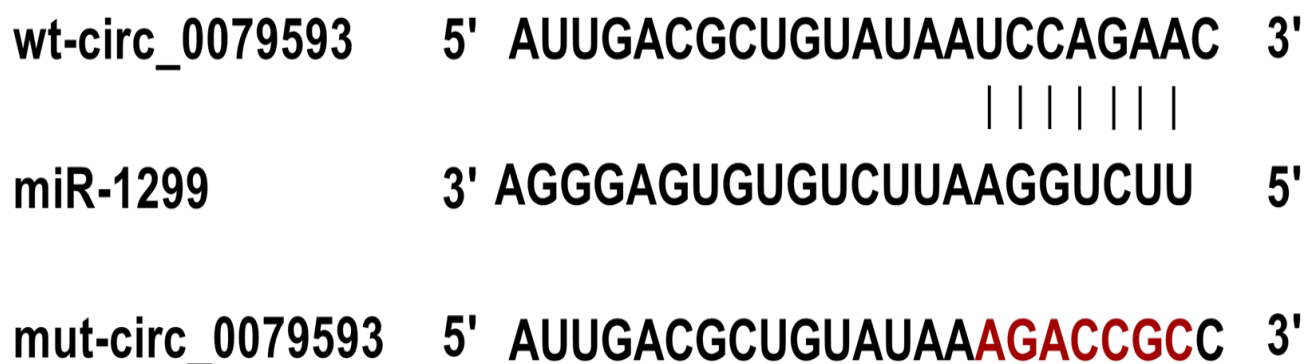 wt-circ_0079593 5' AUUGACGCUGUAUAAUCCAGAAC 3'
| | | | | | |
miR-1299 3' AGGGAGUGUGUCUUAAGGUCUU 5'
mut-circ_0079593 5' AUUGACGCUGUAUAAAGACCGCC 3'